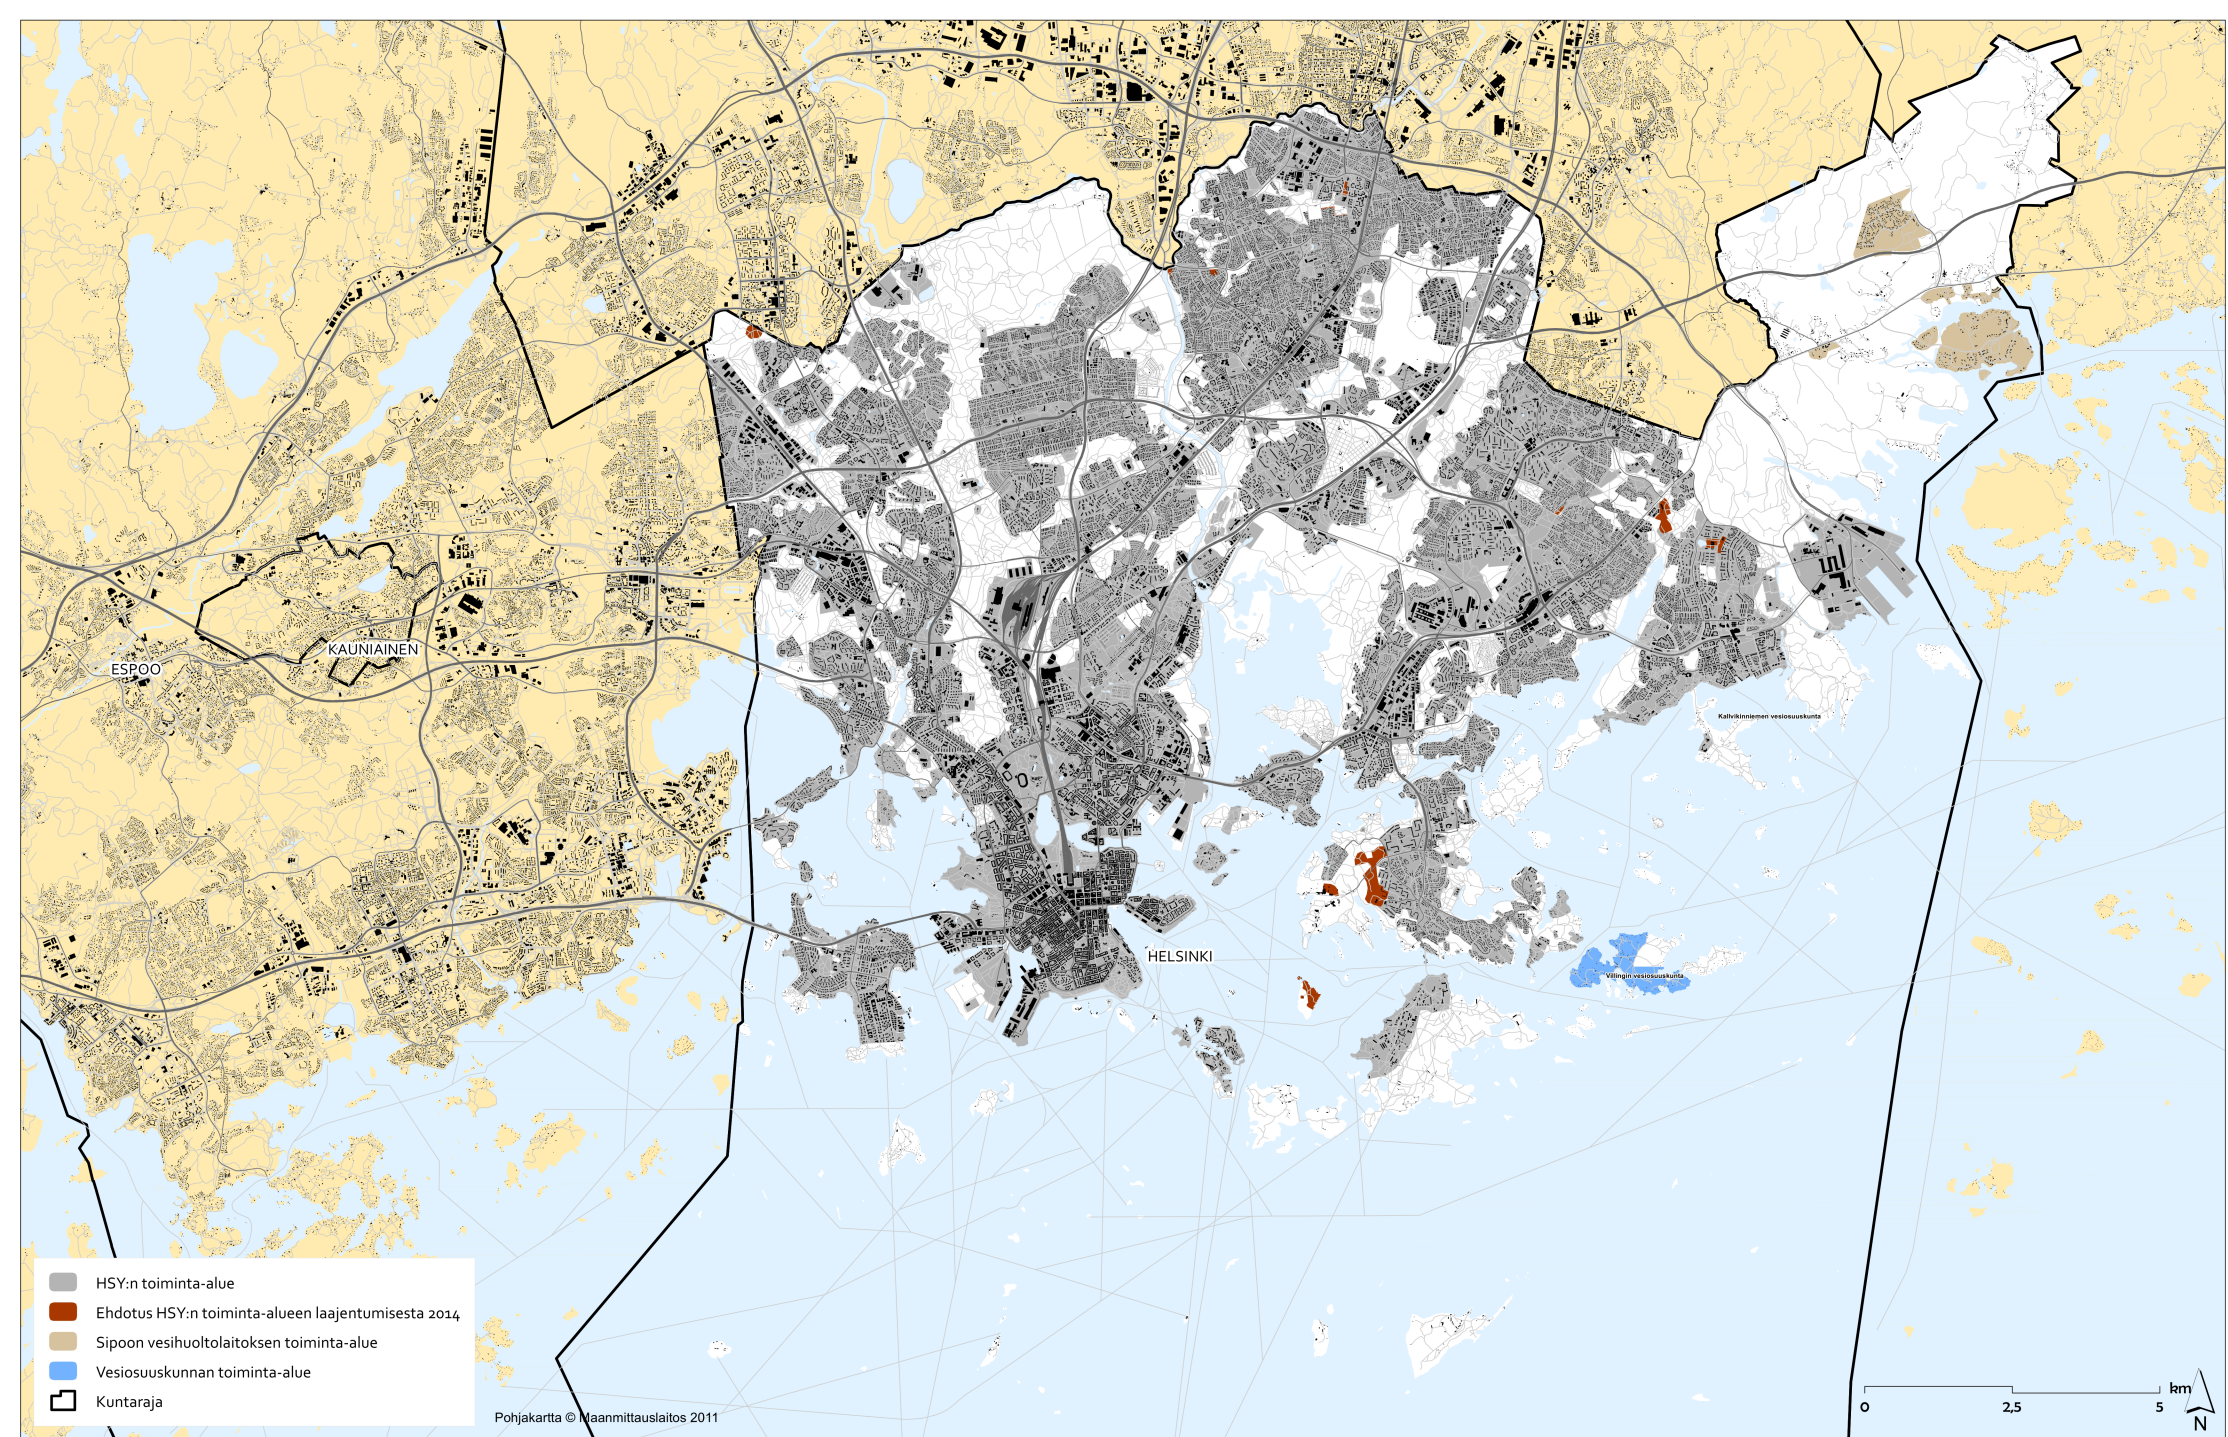 ESPOO
KAUNIAINEN
Kallvikinniemen vesiosuuskunta
HELSINKI
Villingin vesiosuuskunta
HSY:n toiminta-alue
Ehdotus HSY:n toiminta-alueen laajentumisesta 2014
Sipoon vesihuoltolaitoksen toiminta-alue
Vesiosuuskunnan toiminta-alue
Kuntaraja
Pohjakartta © Maanmittauslaitos 2011
km
0 2,5 5
N